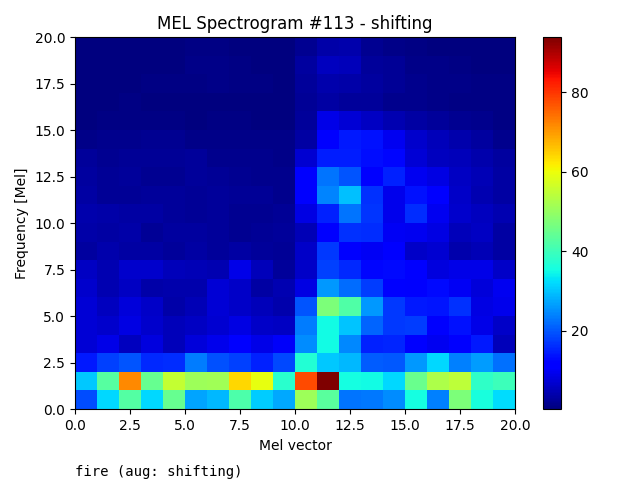 MEL Spectrogram #113 - shifting
20.0
17.5
15.0
12.5
10.0
7.5
5.0
2.5
0.0
Frequency [Mel]
0.0 2.5 5.0 7.5 10.0 12.5 15.0 17.5 20.0
Mel vector
80
60
40
20
fire (aug: shifting)